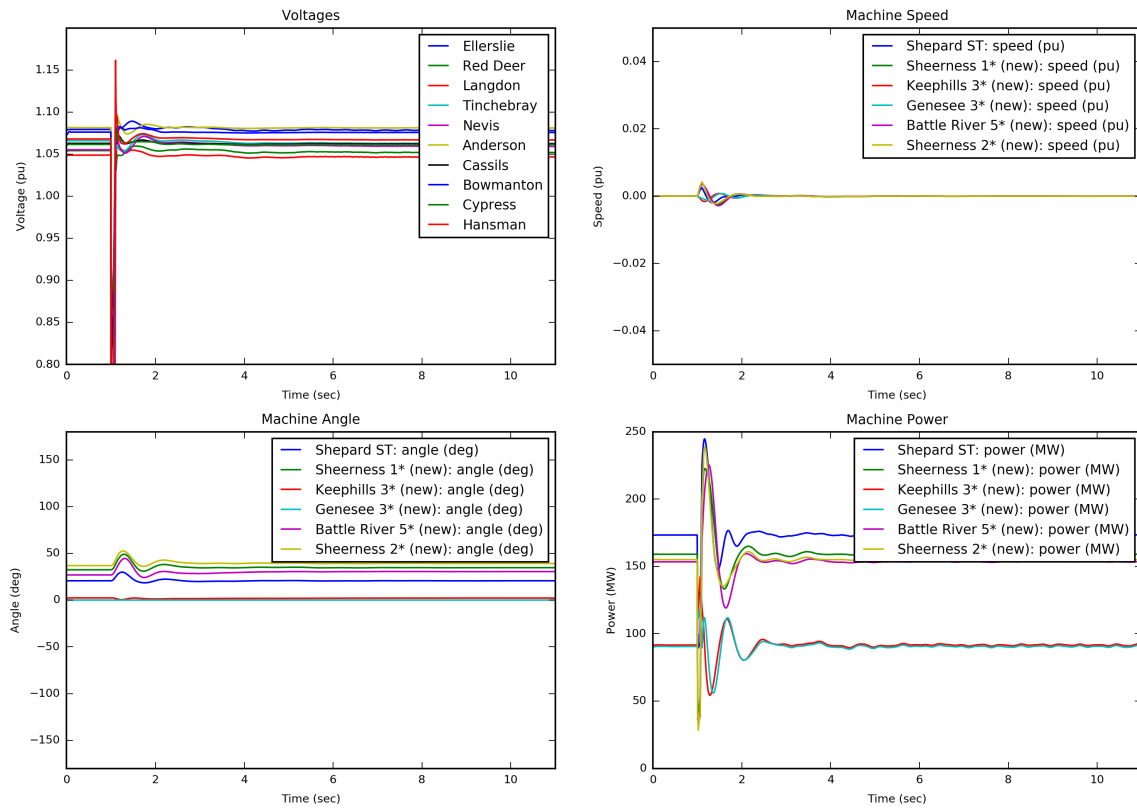 Voltages
1.15
1.10
1.05
1.00
0.95
0.90
0.85
0.80
Voltage (pu)
Ellerslie
Red Deer
Langdon
Tinchebray
Nevis
Anderson
Cassils
Bowmanton
Cypress
Hansman
0 2 4 6 8 10
Time (sec)
Machine Speed
0.04
0.02
0.00
−0.02
−0.04
Speed (pu)
Shepard ST: speed (pu)
Sheerness 1* (new): speed (pu)
Keephills 3* (new): speed (pu)
Genesee 3* (new): speed (pu)
Battle River 5* (new): speed (pu)
Sheerness 2* (new): speed (pu)
0 2 4 6 8 10
Time (sec)
Machine Angle
150
100
50
0
−50
−100
−150
Angle (deg)
Shepard ST: angle (deg)
Sheerness 1* (new): angle (deg)
Keephills 3* (new): angle (deg)
Genesee 3* (new): angle (deg)
Battle River 5* (new): angle (deg)
Sheerness 2* (new): angle (deg)
0 2 4 6 8 10
Time (sec)
Machine Power
250
200
150
100
50
0
Power (MW)
Shepard ST: power (MW)
Sheerness 1* (new): power (MW)
Keephills 3* (new): power (MW)
Genesee 3* (new): power (MW)
Battle River 5* (new): power (MW)
Sheerness 2* (new): power (MW)
0 2 4 6 8 10
Time (sec)